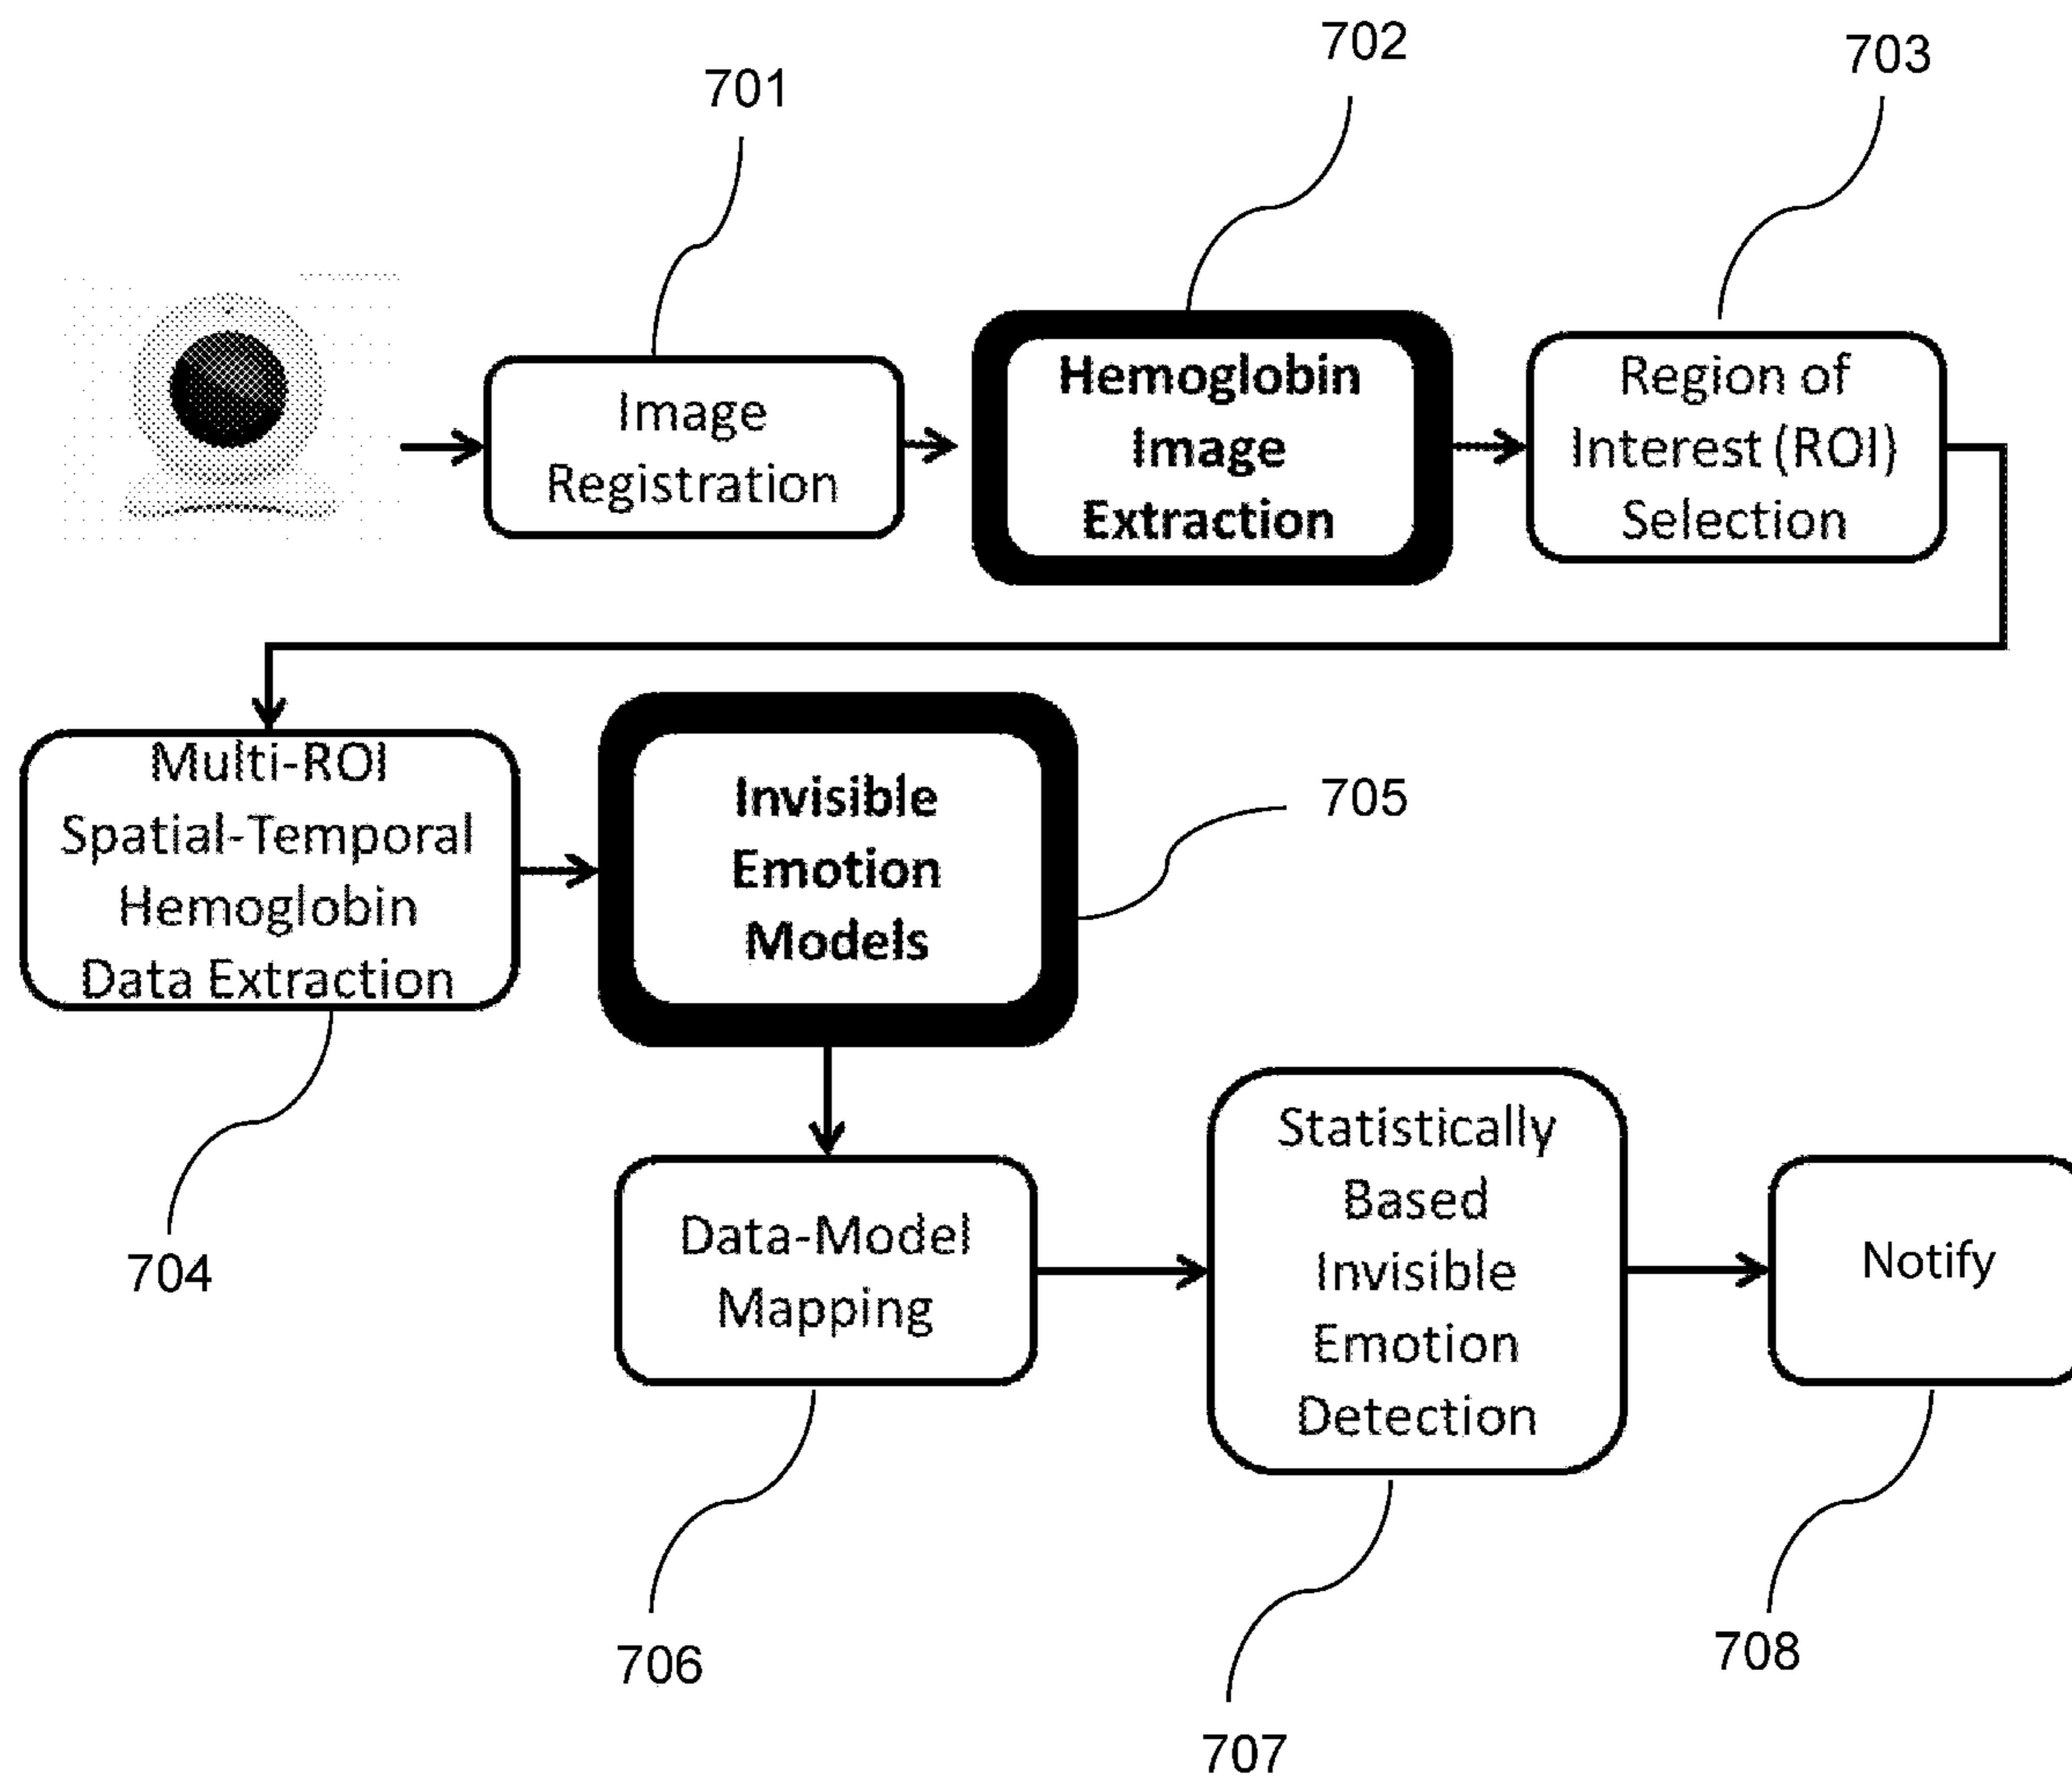 701
702
703
Image
Registration
Hemoglobin
Image
Extraction
Region of
Interest (ROI)
Selection
Multi-ROI
Spatial-Temporal
Hemoglobin
Data Extraction
704
Invisible
Emotion
Models
705
Data-Model
Mapping
706
Statistically
Based
Invisible
Emotion
Detection
707
Notify
708